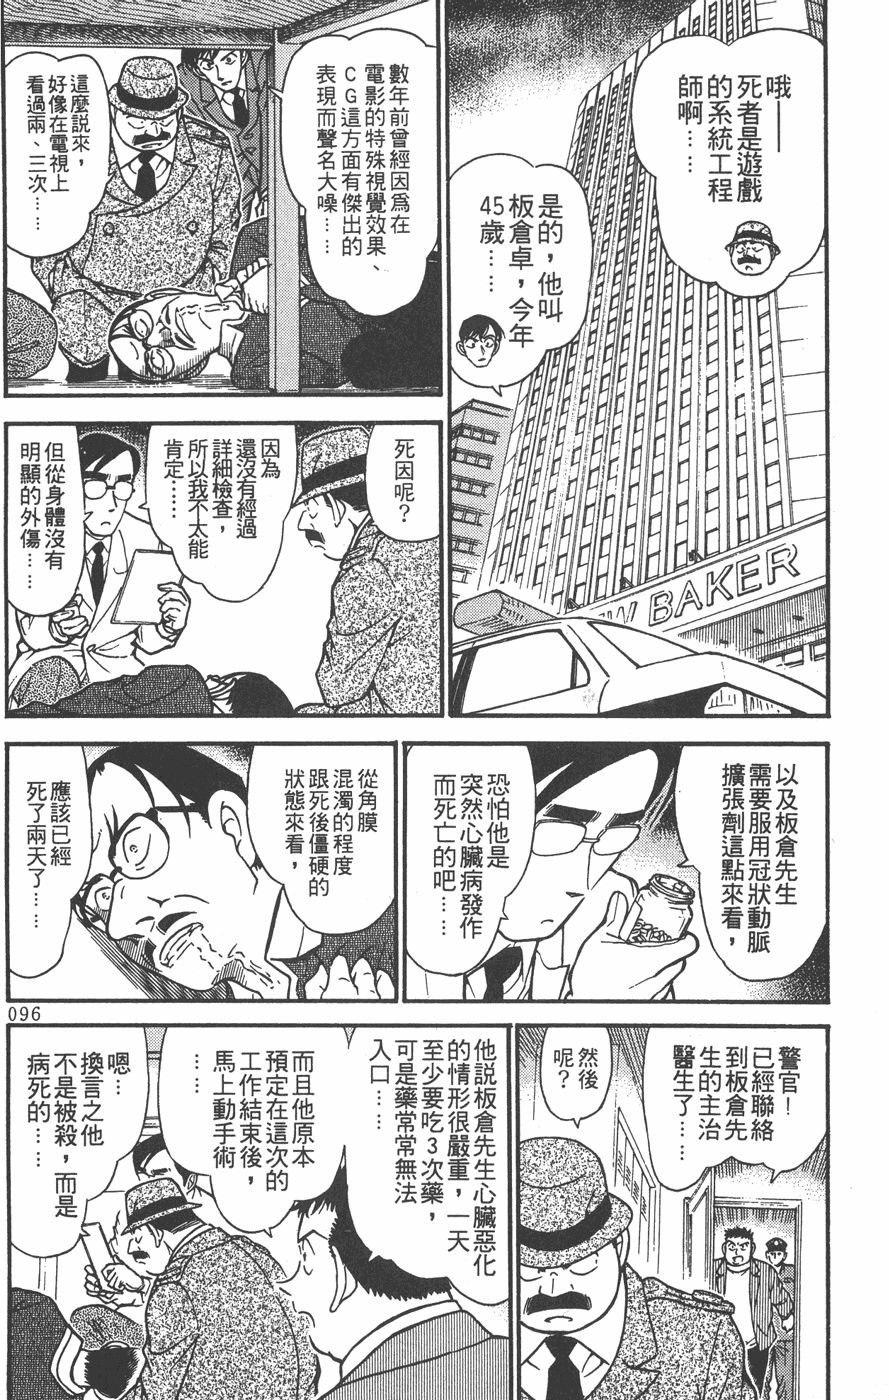 哦──
死者是遊戲
的系統工程
師啊……
是的，他叫
板倉卓，今年
45歲……
NEW BAKER
數年前曾經因為在
電影的特殊視覺效果、
CG這方面有傑出的
表現而聲名大噪……
這麼說來，
好像在電視上
看過兩、三次……
死因呢？
因為
還沒有經過
詳細檢查，
所以我不太能
肯定……
但從身體沒有
明顯的外傷……
以及板倉先生
需要服用冠狀動脈
擴張劑這點來看，
恐怕他是
突然心臟病發作
而死亡的吧……
從角膜
混濁的程度
跟死後僵硬的
狀態來看，
應該已經
死了兩天了……
096
警官！
已經聯絡
到板倉先
生的主治
醫生了……
然後
呢？
他說板倉先生心臟惡化
的情形很嚴重，一天
至少要吃3次藥，
可是藥常常無法
入口……
而且他原本
預定在這次的
工作結束後，
馬上動手術
……
嗯…
換言之他
不是被殺，而是
病死的……